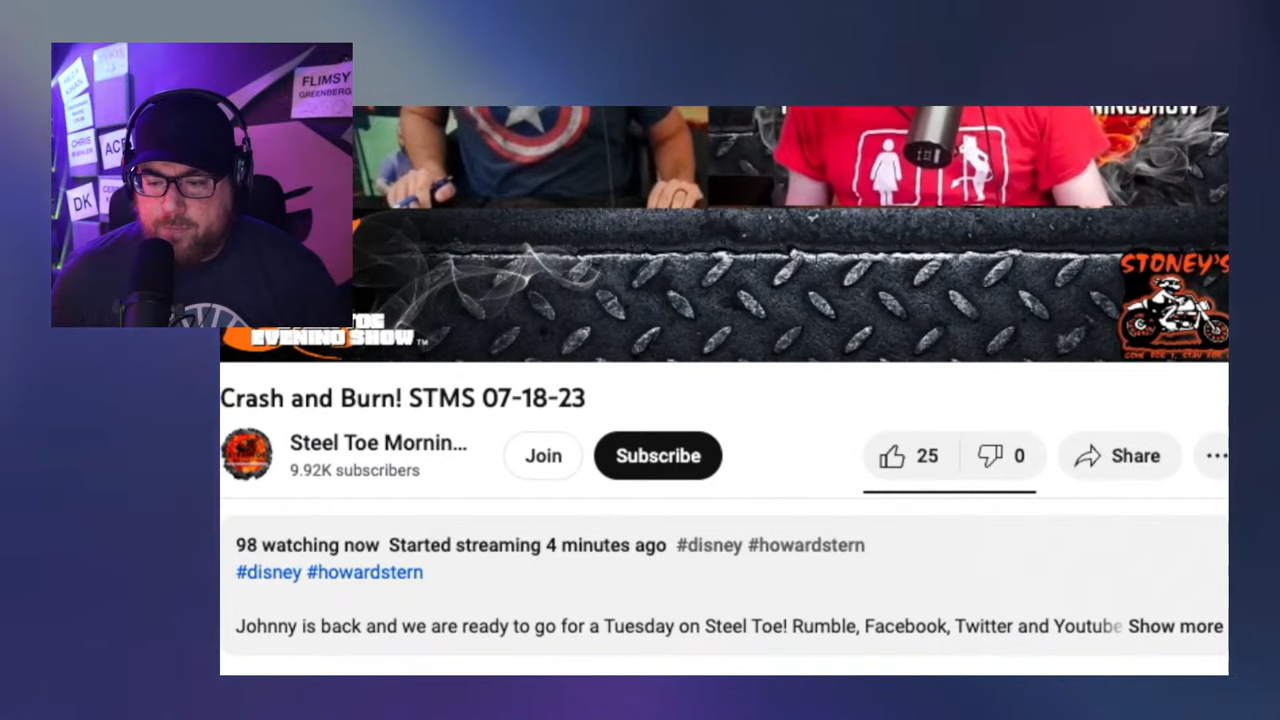 FLIMSY
GREENBERG
CHRIS
DK
STONEY'S
EVENING SHOW™
Crash and Burn! STMS 07-18-23
Steel Toe Mornin...
9.92K subscribers
Join
Subscribe
25
0
Share
98 watching now Started streaming 4 minutes ago #disney #howardstern
#disney #howardstern
Johnny is back and we are ready to go for a Tuesday on Steel Toe! Rumble, Facebook, Twitter and Youtube Show more